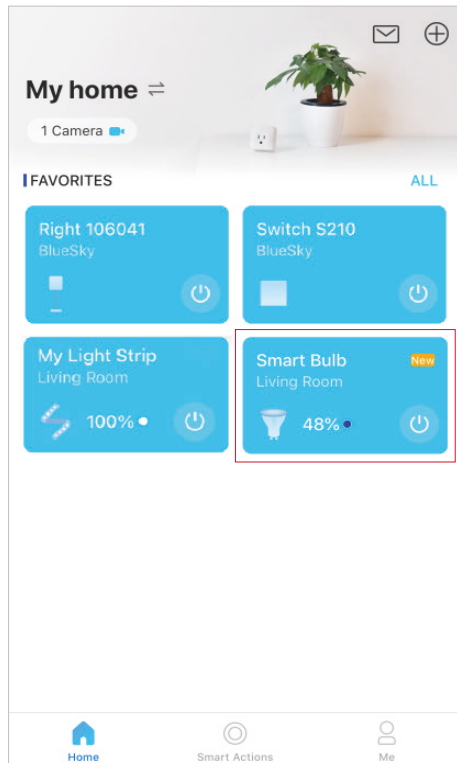 My home
1 Camera
FAVORITES
ALL
Right 106041
BlueSky
Switch S210
BlueSky
My Light Strip
Living Room
100%
Smart Bulb
New
Living Room
48%
Home
Smart Actions
Me